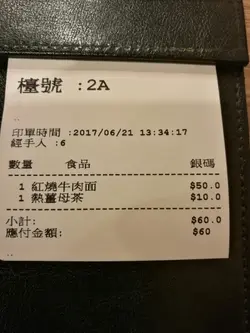 檯號 :2A
印單時間 :2017/06/21 13:34:17
經手人 :6
數量 食品 銀碼
1 紅燒牛肉面 $50.0
1 熱薑母茶 $10.0
小計: $60.0
應付金額: $60
..